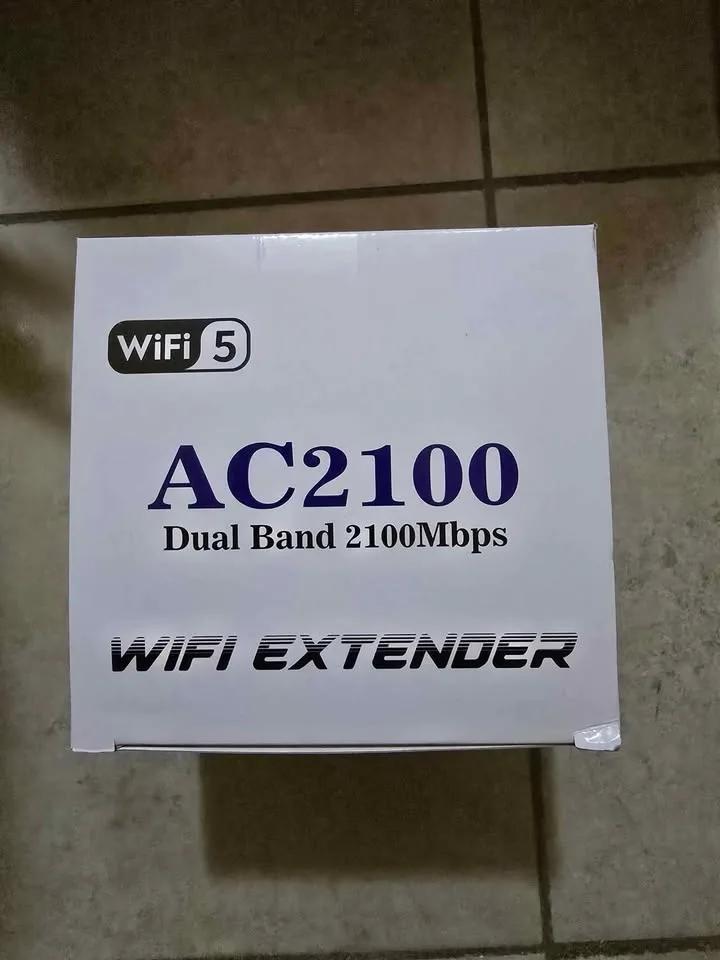 WiFi 5
AC2100
Dual Band 2100Mbps
WIFI EXTENDER